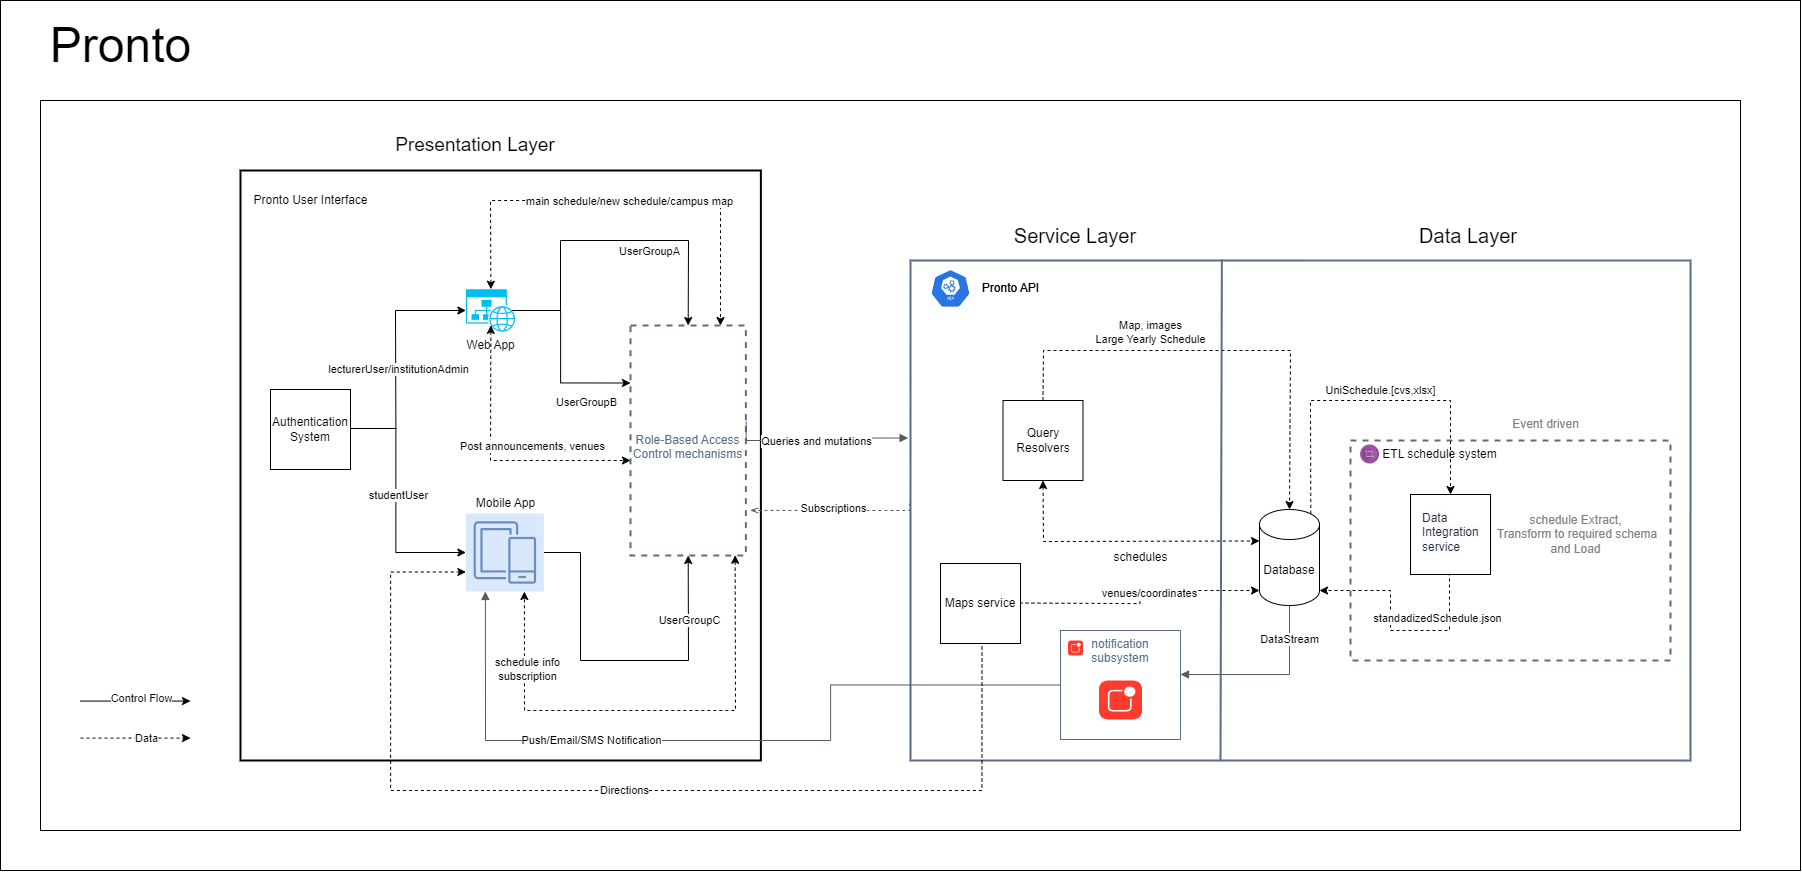 Pronto
Presentation Layer
Pronto User Interface
main schedule/new schedule/campus map
UserGroupA
Web App
lecturerUser/institutionAdmin
UserGroupB
Authentication
System
Post announcements, venues
Role-Based Access
Control mechanisms
studentUser
Mobile App
UserGroupC
schedule info
subscription
Push/Email/SMS Notification
Directions
Control Flow
Data
Queries and mutations
Subscriptions
Service Layer
Pronto API
api
Map, images
Large Yearly Schedule
Query
Resolvers
schedules
Maps service
venues/coordinates
notification
subsystem
Data Layer
UniSchedule.[cvs,xlsx]
Event driven
ETL schedule system
Data
Integration
service
schedule Extract,
Transform to required schema
and Load
Database
standadizedSchedule.json
DataStream